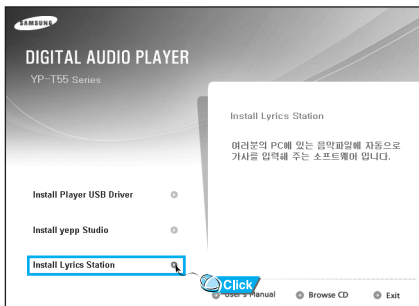 SAMSUNG
DIGITAL AUDIO PLAYER
YP-T55 Series
Install Lyrics Station
여러분의 PC에 있는 음악파일에 자동으로
가사를 입력해 주는 소프트웨어 입니다.
Install Player USB Driver
Install yepp Studio
Install Lyrics Station
Click
User's Manual
Browse CD
Exit